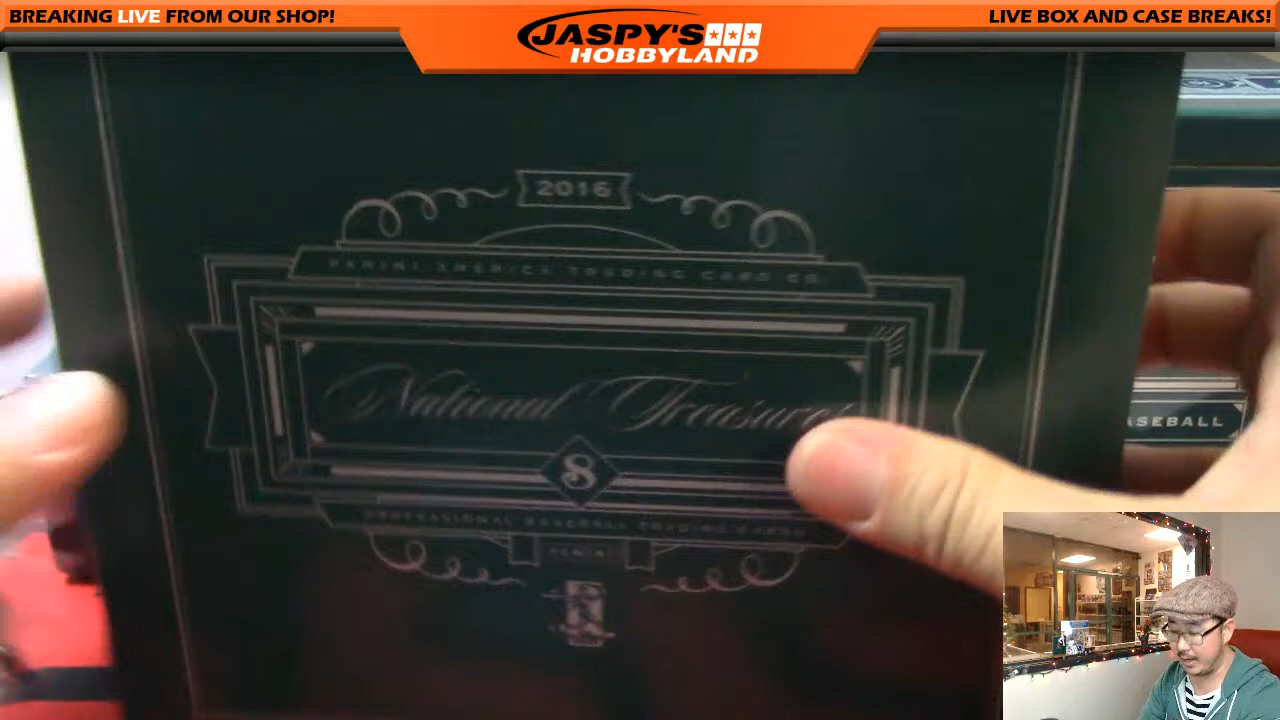 BREAKING LIVE FROM OUR SHOP!
JASPY'S
HOBBYLAND
LIVE BOX AND CASE BREAKS!
2016
PANINI AMERICA TRADING CARD CO.
National Treasures
8
PROFESSIONAL BASEBALL TRADING CARDS
PANINI
ASEBALL